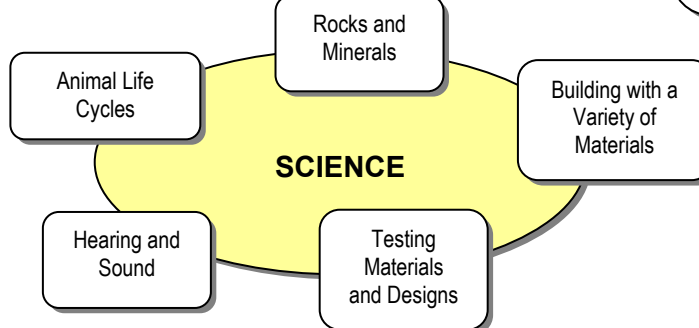 Rocks and
Minerals
Animal Life
Cycles
Building with a
Variety of
Materials
SCIENCE
Hearing and
Sound
Testing
Materials
and Designs